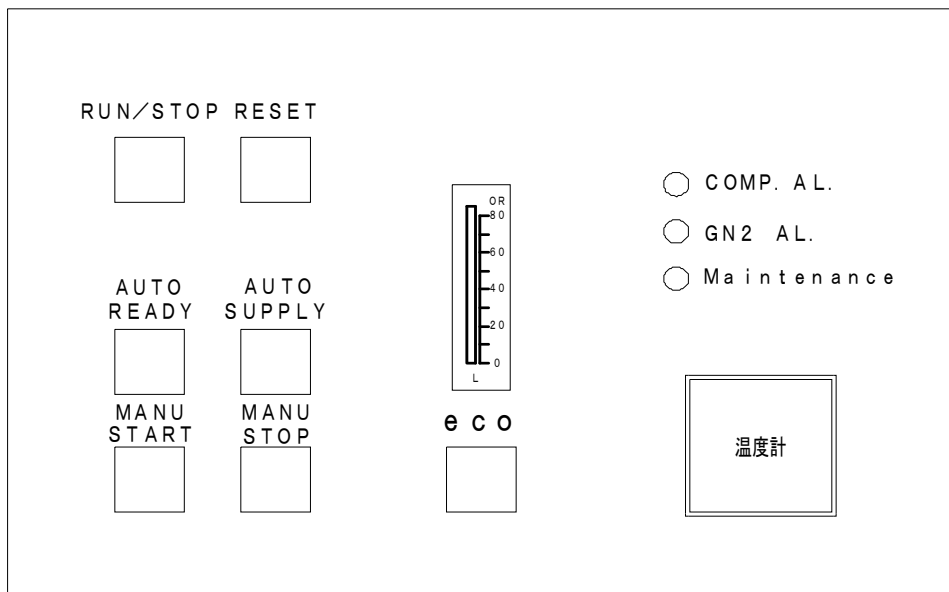 RUN/STOP RESET
COMP. AL.
OR
80
GN2 AL.
60
Maintenance
AUTO AUTO
READY SUPPLY
40
20
0
L
MANU MANU
START STOP
eco
温度計